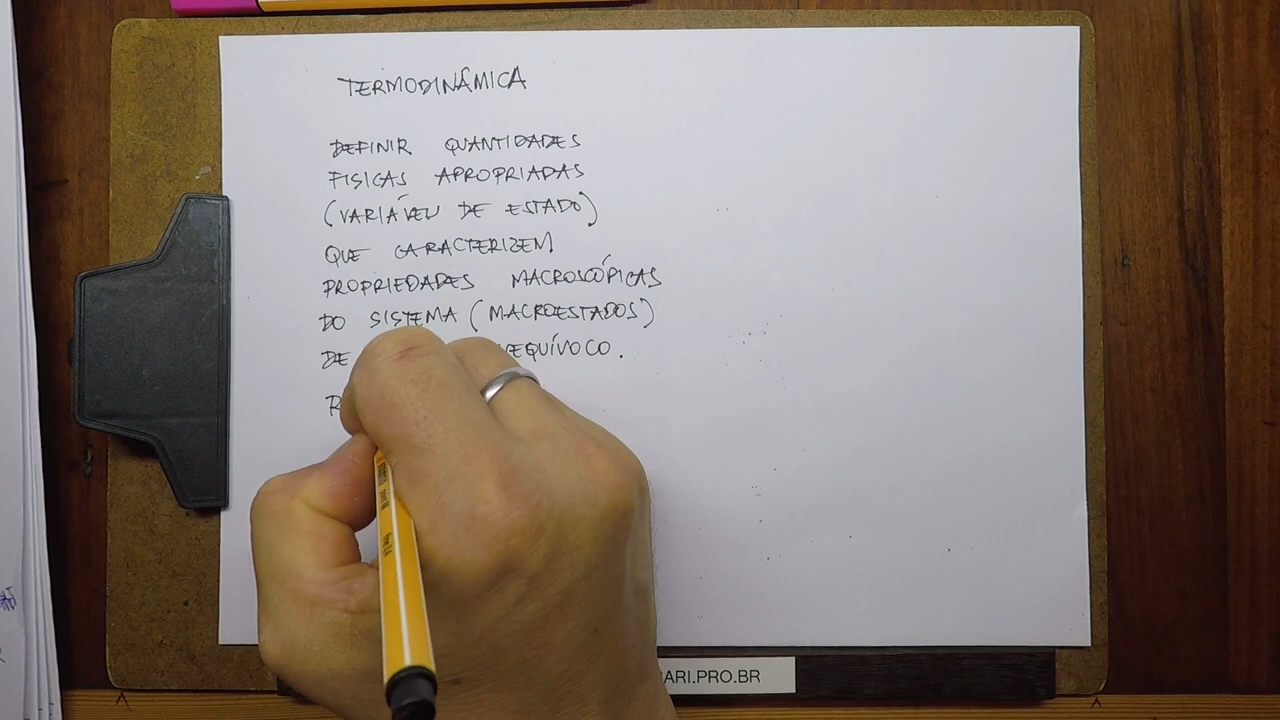 TERMODINÂMICA
DEFINIR QUANTIDADES
FISICAS APROPRIADAS
(VARIÁVEL DE ESTADO)
QUE CARACTERIZEM
PROPRIEDADES MACROSCÓPICAS
DO SISTEMA (MACROESTADOS)
DE EQUÍVOCO.
R
ARI.PRO.BR